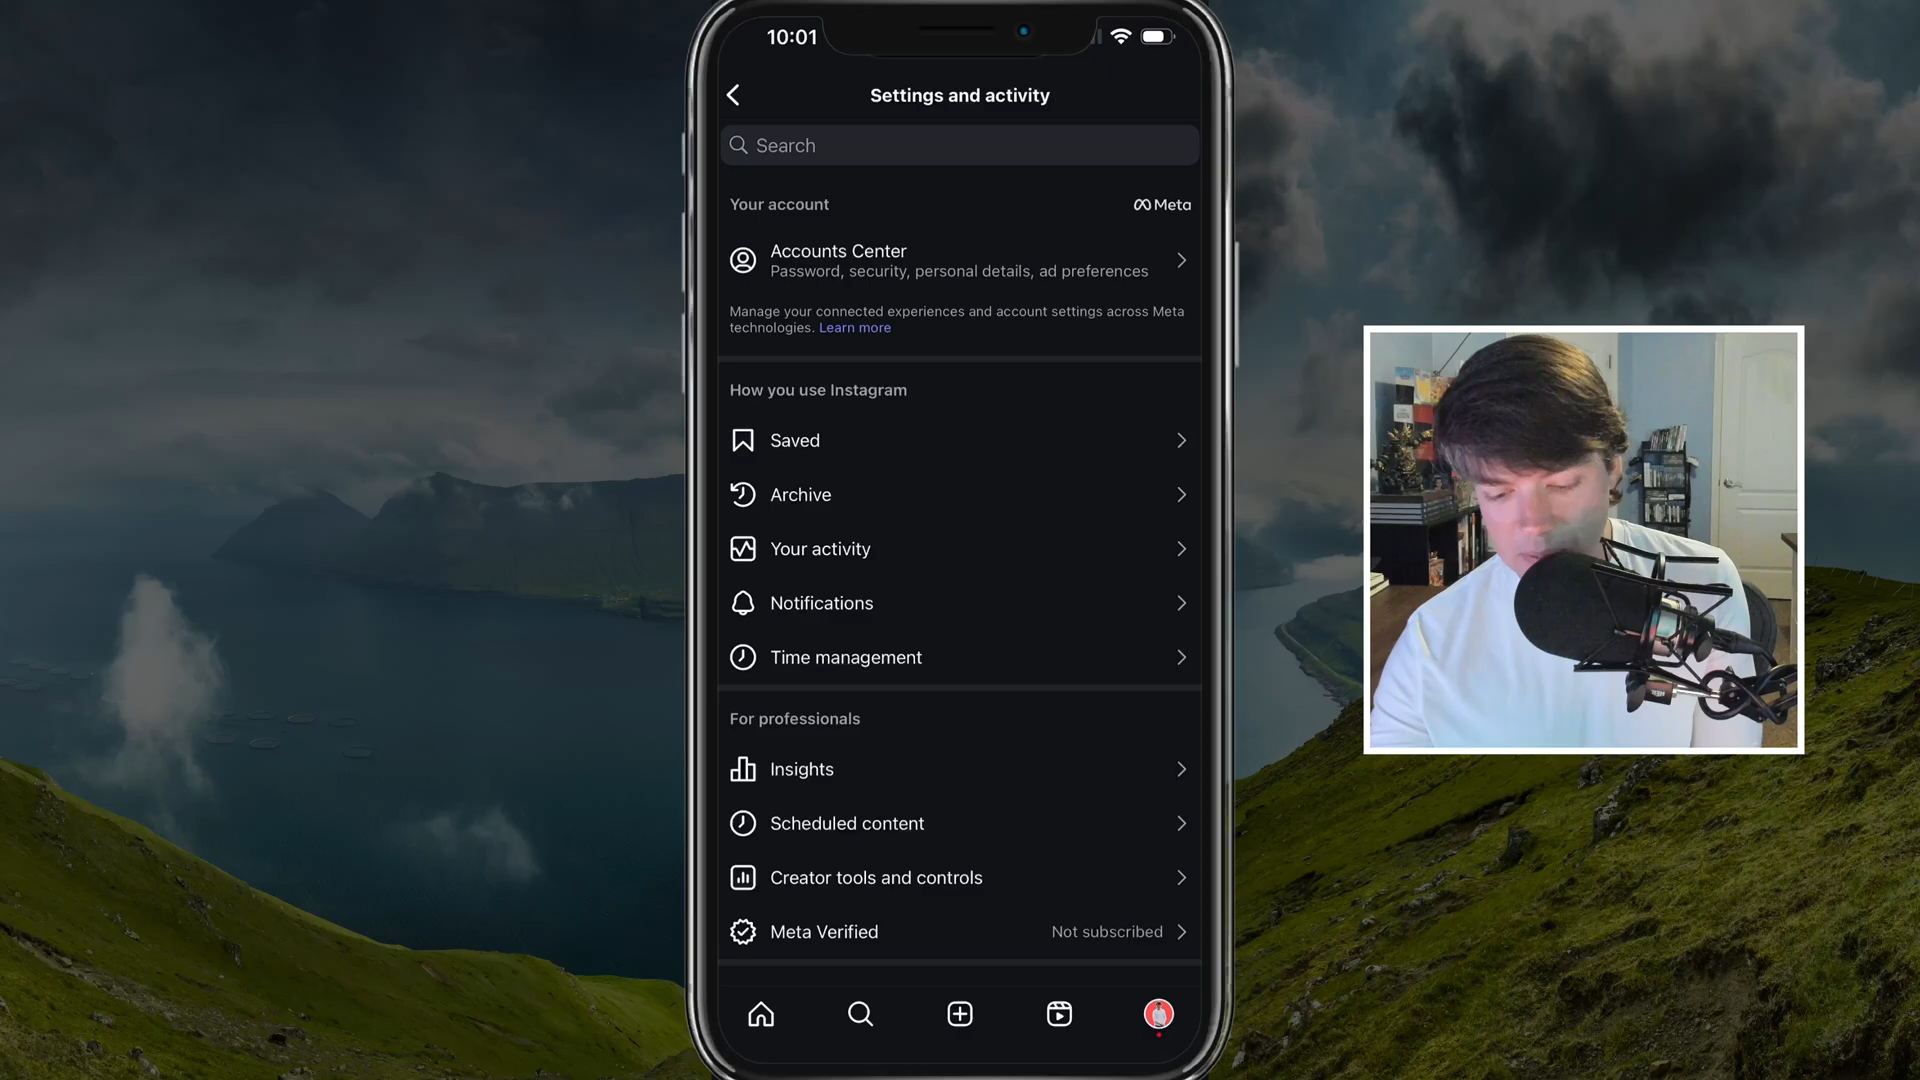 10:01
Settings and activity
Search
Your account
Meta
Accounts Center
Password, security, personal details, ad preferences
Manage your connected experiences and account settings across Meta
technologies. Learn more
How you use Instagram
Saved
Archive
Your activity
Notifications
Time management
For professionals
Insights
Scheduled content
Creator tools and controls
Meta Verified
Not subscribed